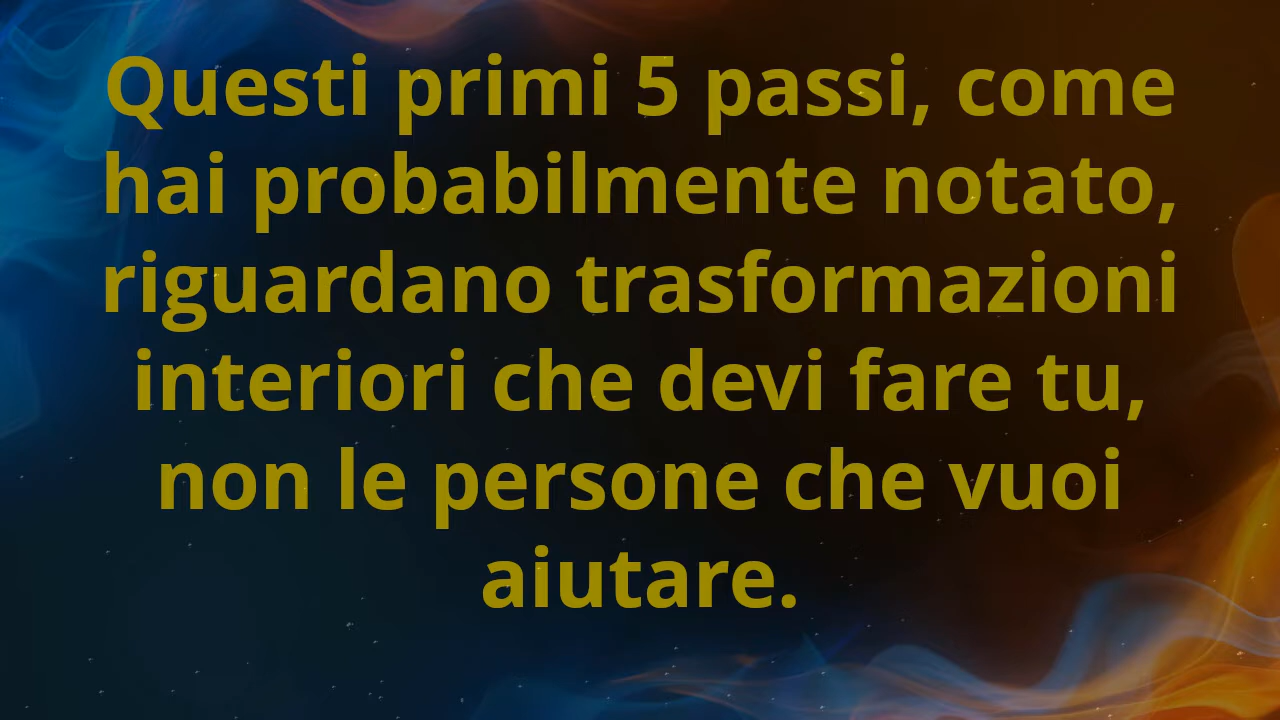 Questi primi 5 passi, come
hai probabilmente notato,
riguardano trasformazioni
interiori che devi fare tu,
non le persone che vuoi
aiutare.